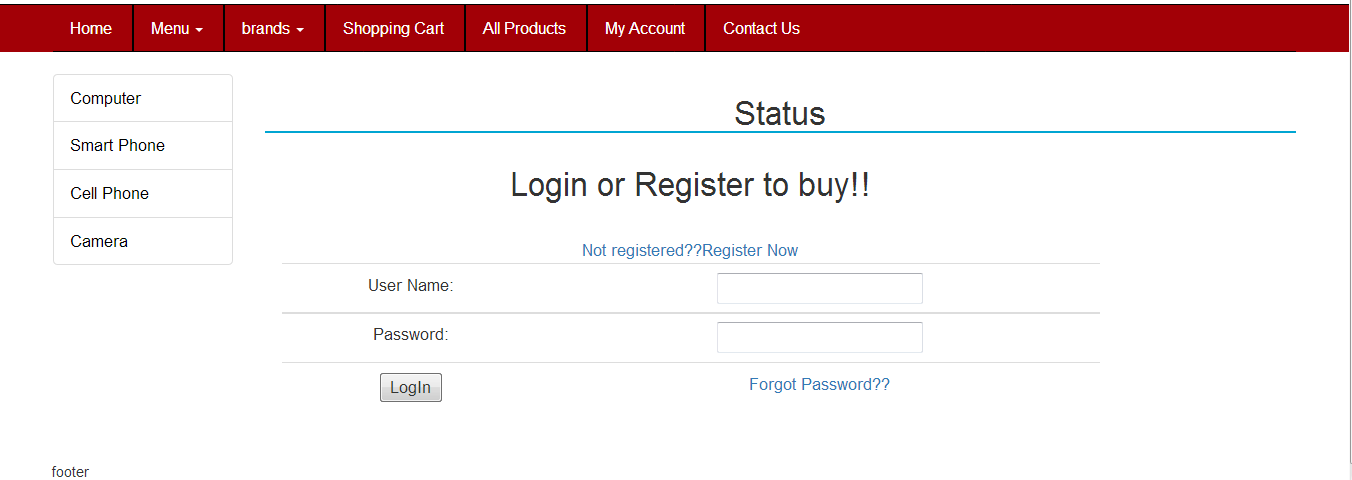 Home Menu brands Shopping Cart All Products My Account Contact Us
Computer
Smart Phone
Cell Phone
Camera
Status
Login or Register to buy!!
Not registered??Register Now
User Name:
Password:
LogIn Forgot Password??
footer